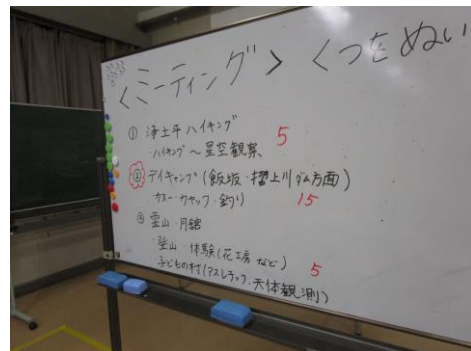 <ミーティング> くつをぬい
① 浄土平ハイキング 5
・ハイキング〜星空観察
② デイキャンプ(飯坂・摺上川ダム方面)
カヌー・カヤック・釣り 15
③ 霊山・月舘
登山・体験(花工房など)
子どもの村(アスレチック、天体観測) 5